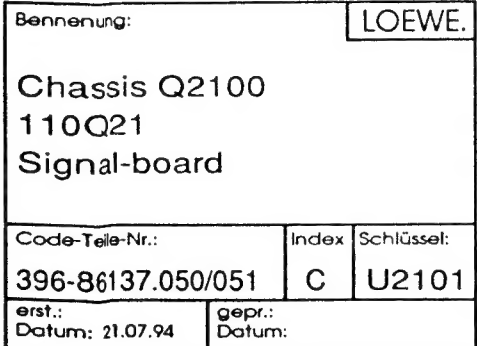 Bennenung:
LOEWE.
Chassis Q2100
110Q21
Signal-board
Code-Teile-Nr.: Index Schlüssel:
396-86137.050/051 C U2101
erst.: gepr.:
Datum: 21.07.94 Datum: